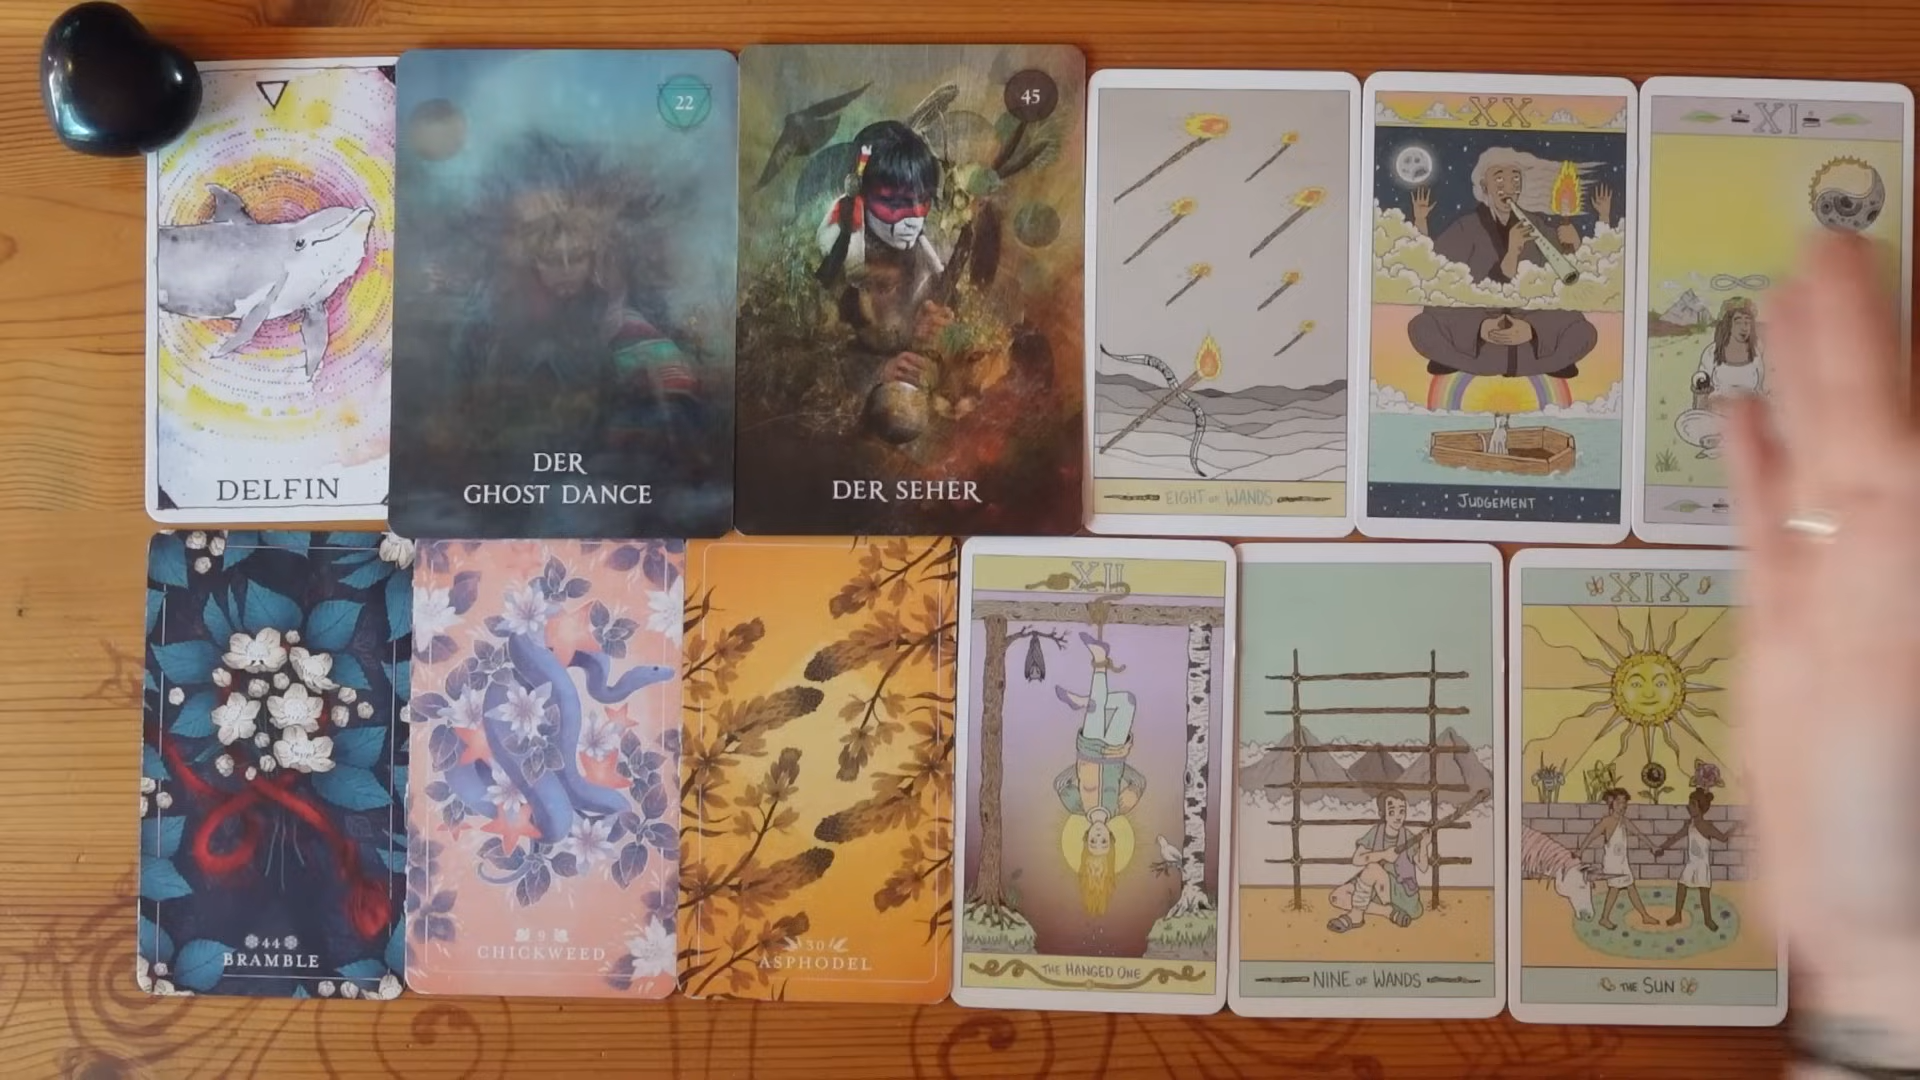 DELFIN
22
DER
GHOST DANCE
45
DER SEHER
EIGHT OF WANDS
XX
JUDGEMENT
XI
44
BRAMBLE
9
CHICKWEED
30
ASPHODEL
XII
THE HANGED ONE
NINE OF WANDS
XIX
THE SUN